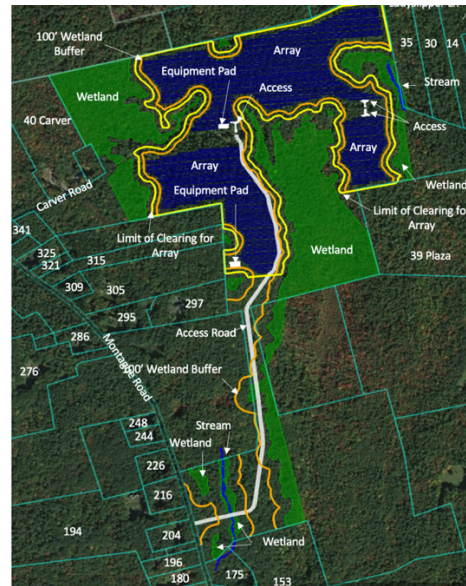 Ladyslipper Ln
100' Wetland
Buffer
35
30
14
Equipment Pad
Array
Stream
Wetland
Access
40 Carver
Access
Array
Carver Road
Array
Equipment Pad
Wetland
Limit of Clearing for
Array
Limit of Clearing for
Array
341
325
321
315
Wetland
39 Plaza
309
305
295
297
286
Access Road
276
Montague Road
100' Wetland
Buffer
248
244
Stream
Wetland
226
216
194
204
Wetland
196
180
175
153